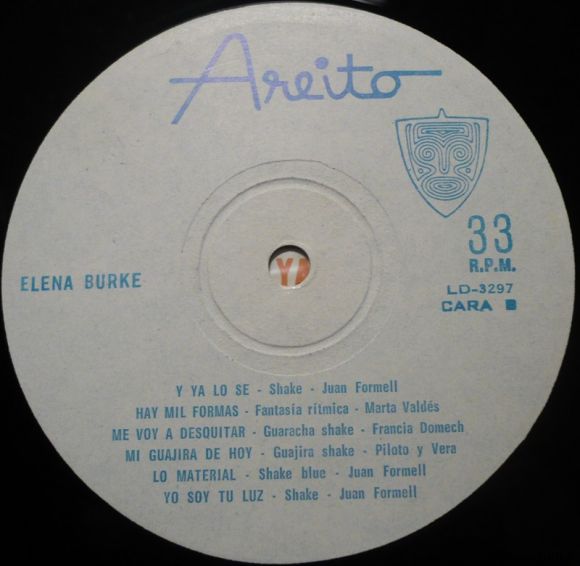 Areito
33
R.P.M.
LD-3297
CARA B
ELENA BURKE
YA
Y YA LO SE - Shake - Juan Formell
HAY MIL FORMAS - Fantasía rítmica - Marta Valdés
ME VOY A DESQUITAR - Guaracha shake - Francia Domech
MI GUAJIRA DE HOY - Guajira shake - Piloto y Vera
LO MATERIAL - Shake blue - Juan Formell
YO SOY TU LUZ - Shake - Juan Formell